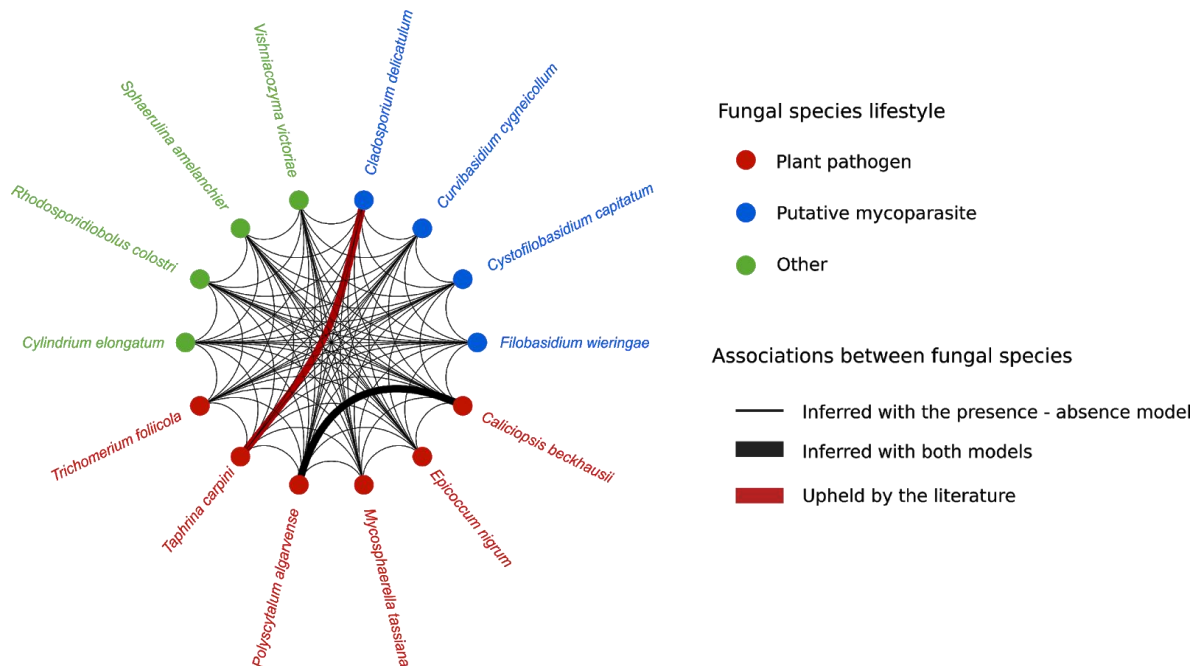 Vishniacozyma victoriae
Cladosporium delicatulum
Sphaerulina amelanchier
Curvibasidium cygneicollum
Rhodosporidiobolus colostri
Cystofilobasidium capitatum
Cylindrium elongatum
Filobasidium wieringae
Trichomerium foliicola
Caliciopsis beckhausii
Taphrina carpini
Epicoccum nigrum
Polyscytalum algarvense
Mycosphaerella tassiana
Fungal species lifestyle
Plant pathogen
Putative mycoparasite
Other
Associations between fungal species
Inferred with the presence - absence model
Inferred with both models
Upheld by the literature